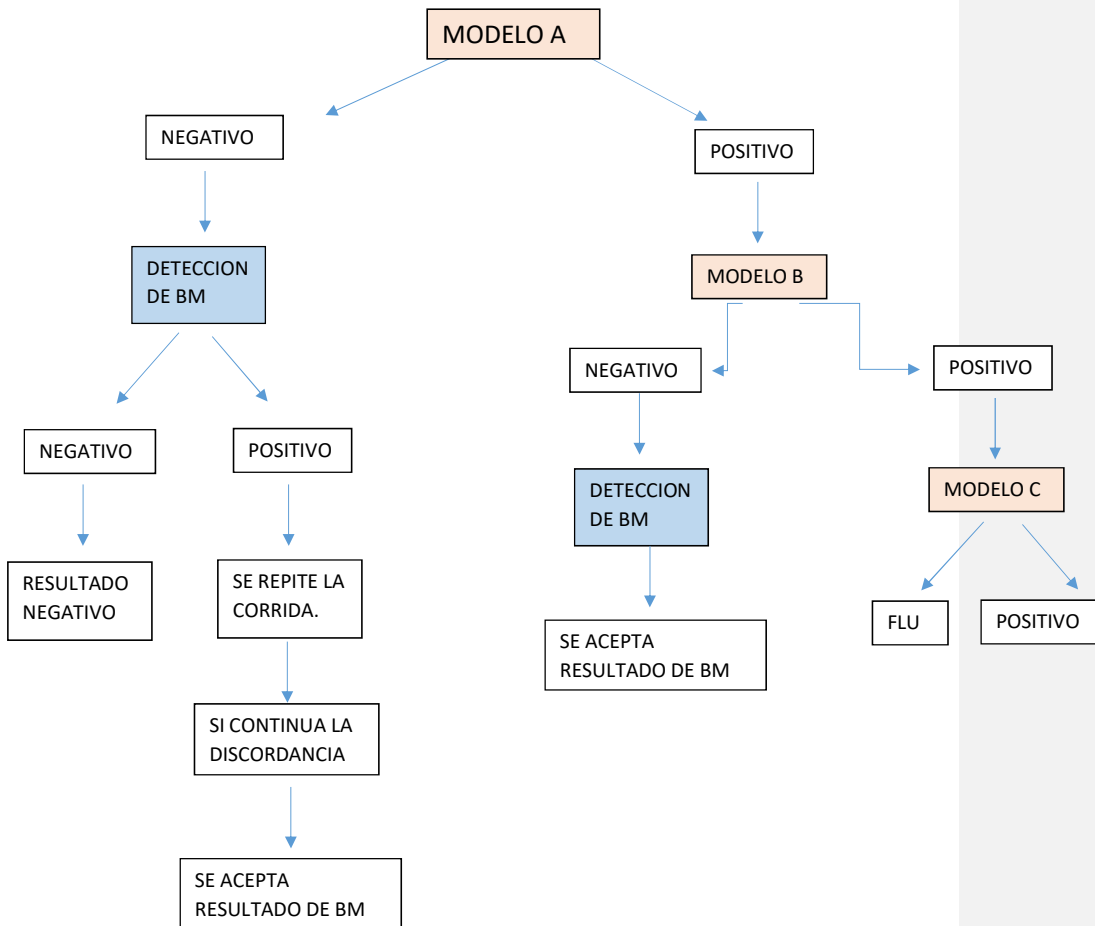 MODELO A
NEGATIVO
POSITIVO
DETECCION
DE BM
MODELO B
NEGATIVO
POSITIVO
NEGATIVO
POSITIVO
DETECCION
DE BM
MODELO C
RESULTADO
NEGATIVO
SE REPITE LA
CORRIDA.
SE ACEPTA
RESULTADO DE BM
FLU
POSITIVO
SI CONTINUA LA
DISCORDANCIA
SE ACEPTA
RESULTADO DE BM